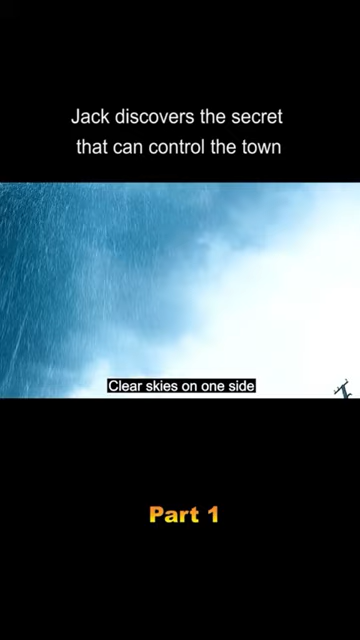 Jack discovers the secret
that can control the town
Clear skies on one side
Part 1